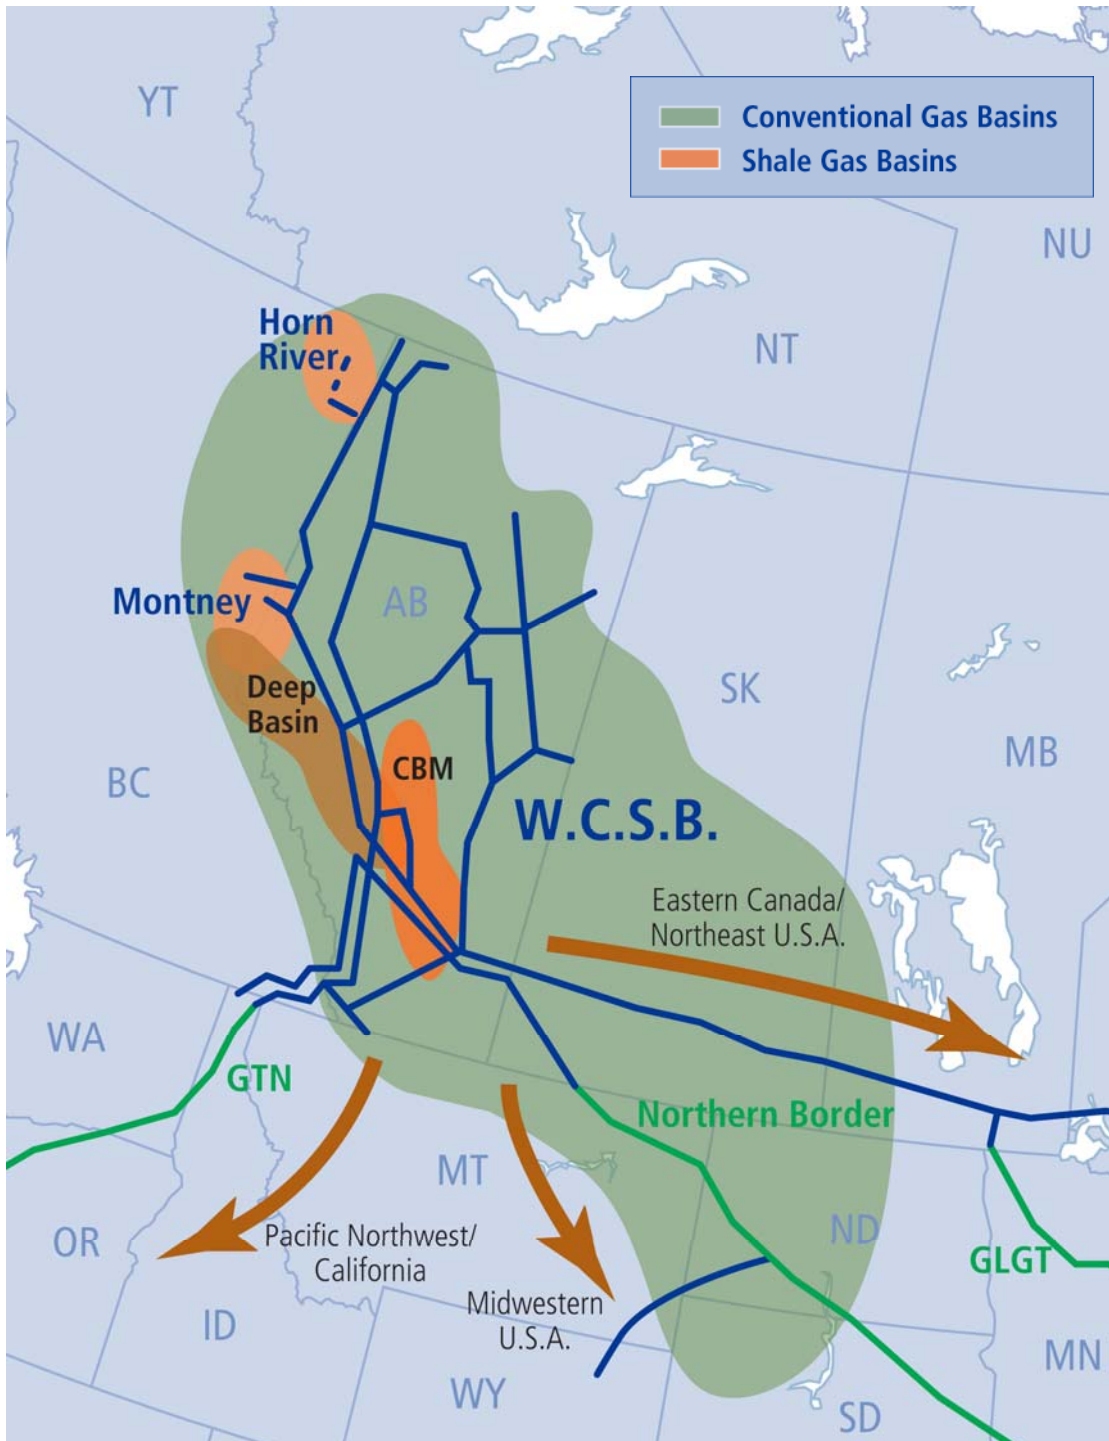 YT
Conventional Gas Basins
Shale Gas Basins
NU
NT
Horn
River
Montney
AB
Deep
Basin
SK
MB
BC
CBM
W.C.S.B.
Eastern Canada/
Northeast U.S.A.
WA
GTN
Northern Border
MT
OR
Pacific Northwest/
California
ND
GLGT
Midwestern
U.S.A.
ID
MN
WY
SD